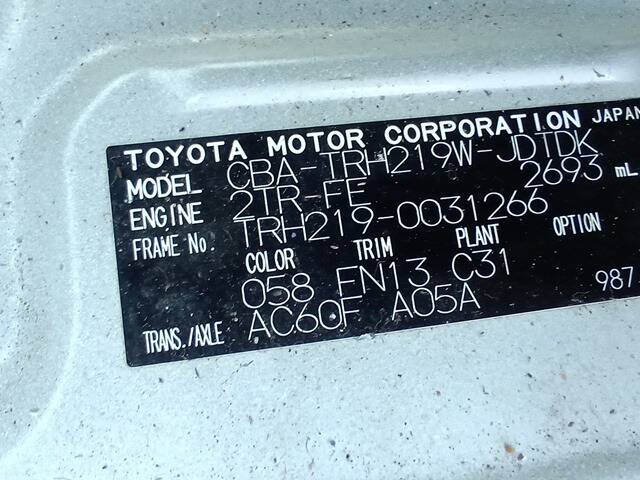 TOYOTA MOTOR CORPORATION JAPAN
MODEL CBA-TRH219W-JDTDK
ENGINE 2TR-FE 2693 mL
FRAME No. TRH219-0031266
COLOR TRIM PLANT OPTION
058 FN13 C31
TRANS./AXLE AC60F A05A 987